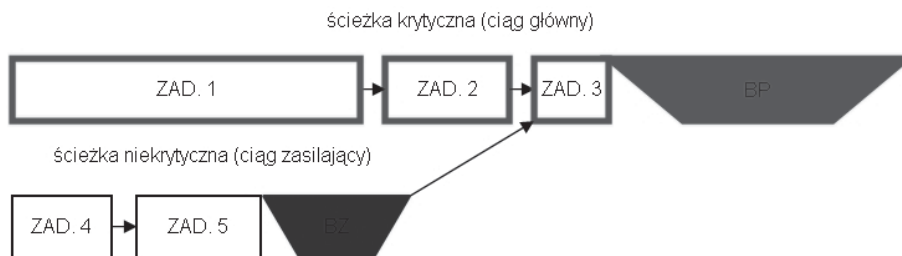 ścieżka krytyczna (ciąg główny)
ZAD. 1
ZAD. 2
ZAD. 3
BP
ścieżka niekrytyczna (ciąg zasilający)
ZAD. 4
ZAD. 5
BZ